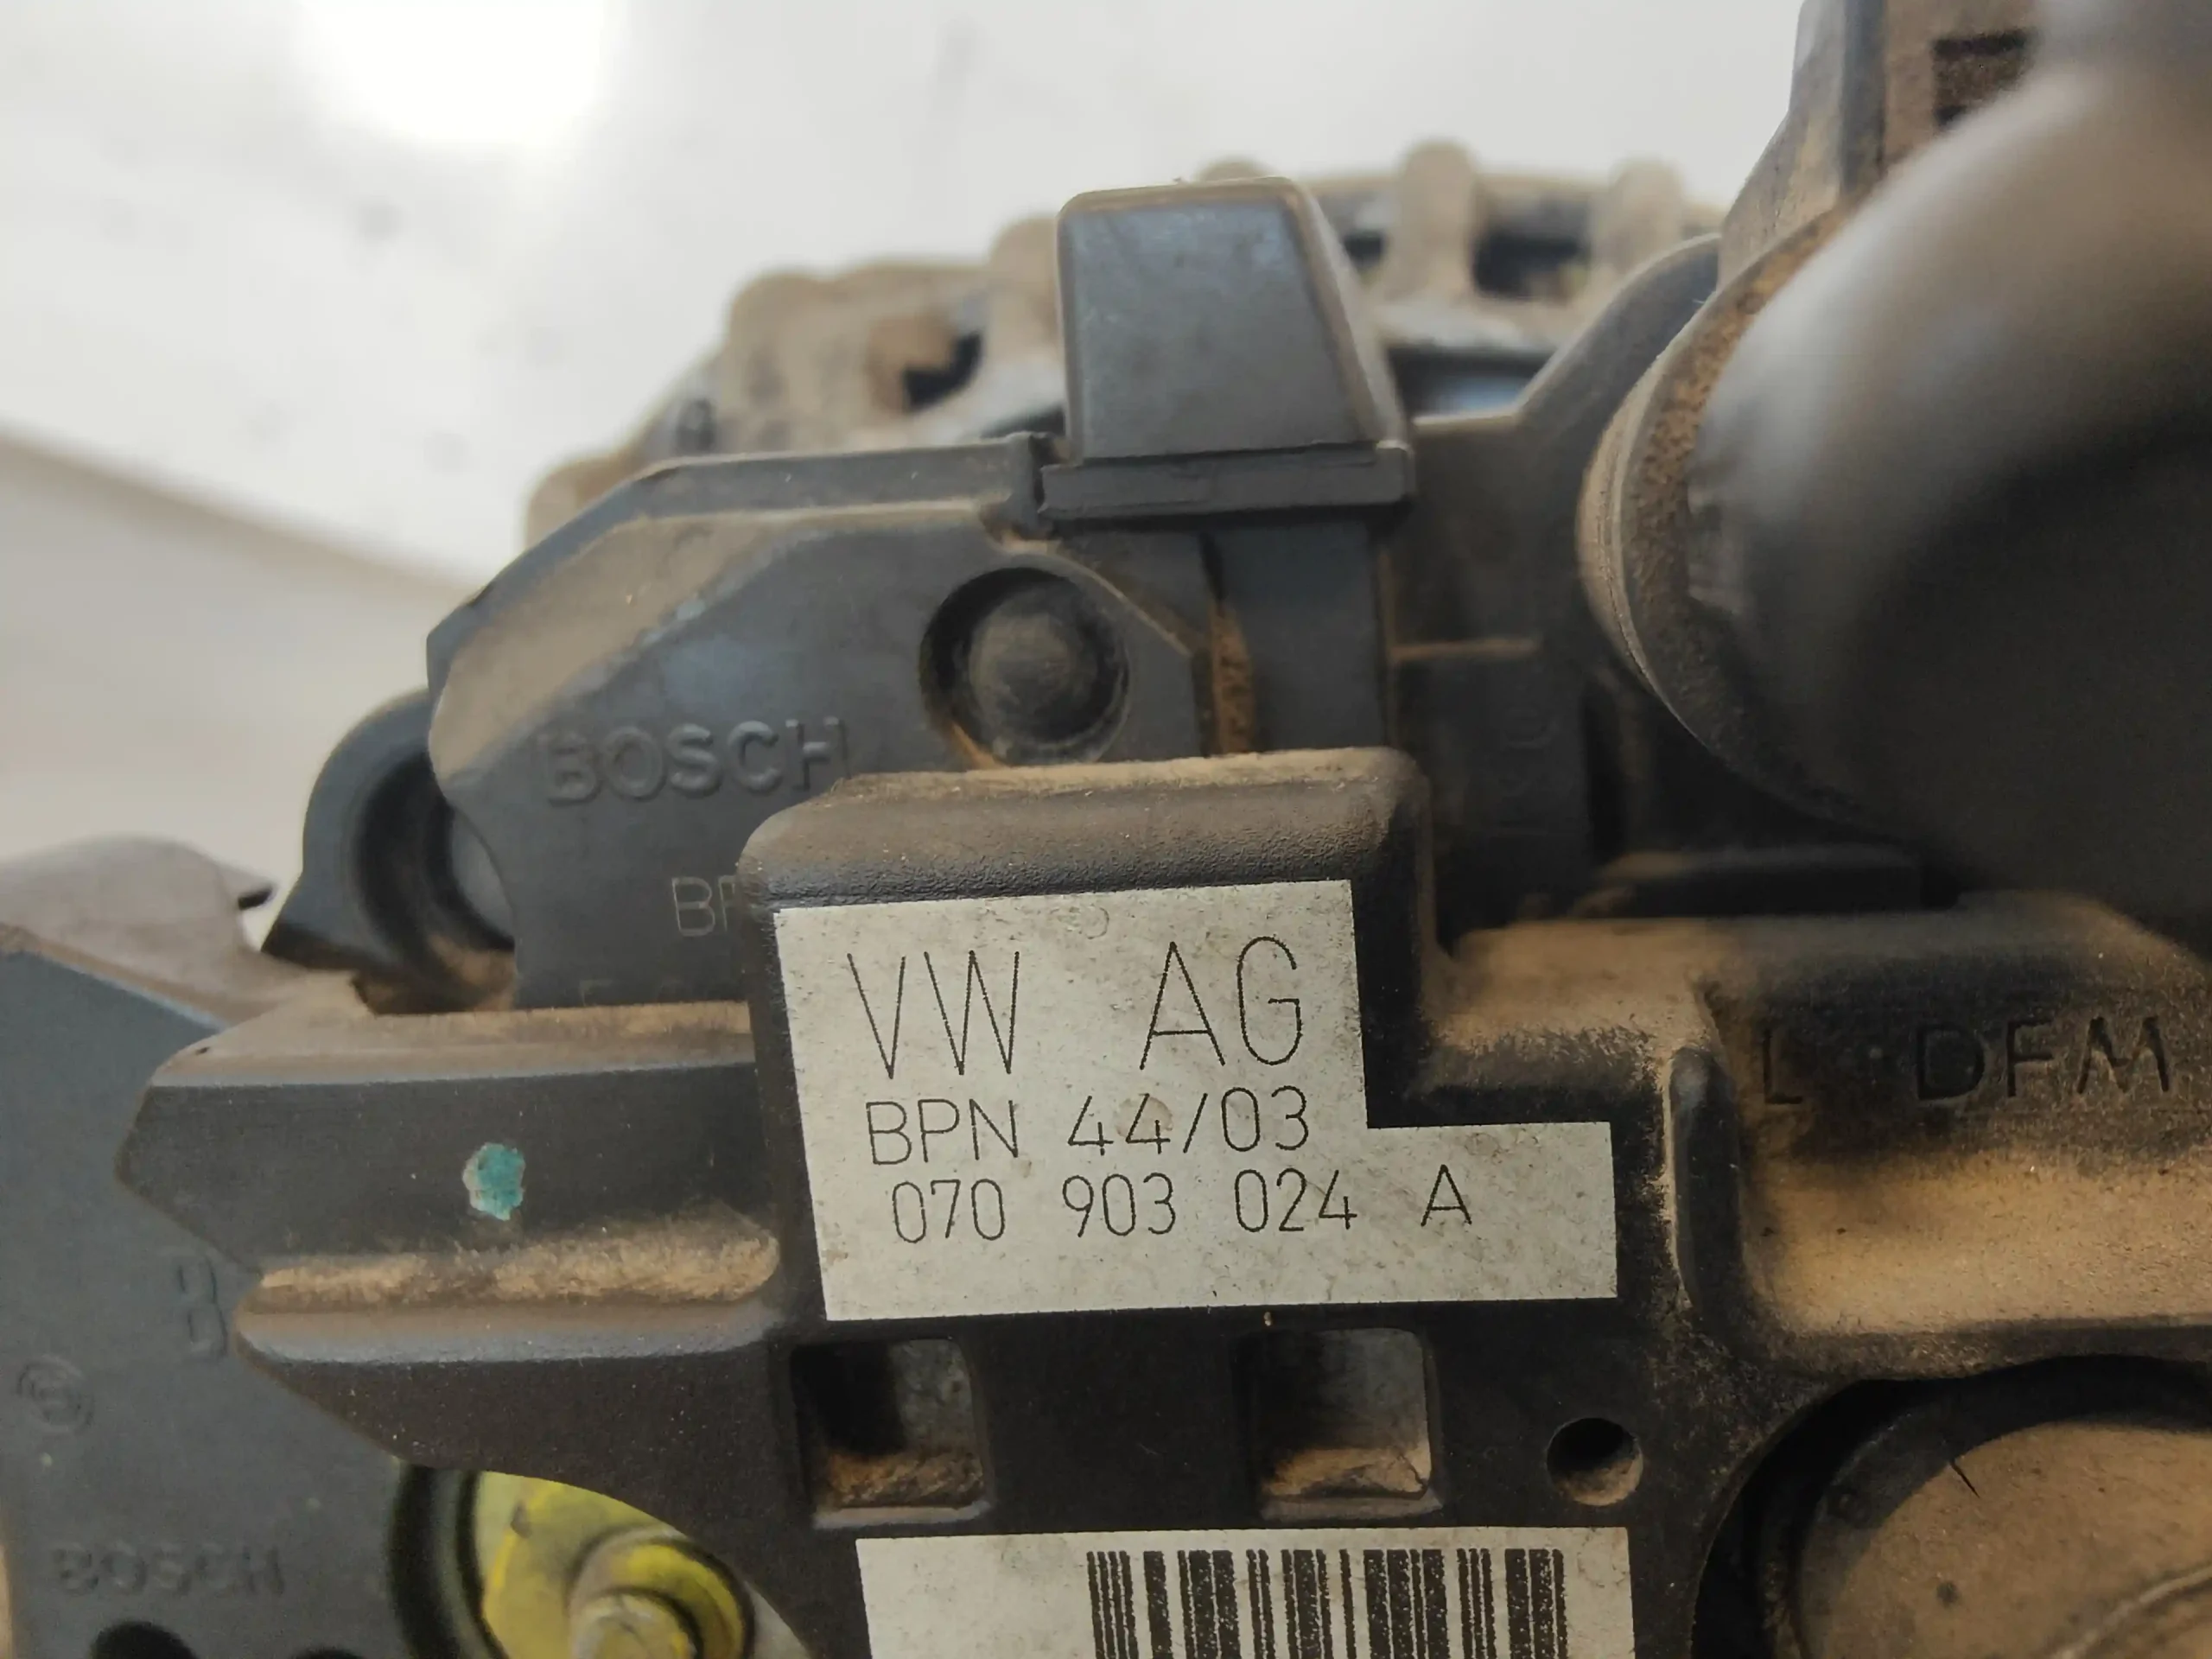 BOSCH
VW AG
BPN 44/03
070 903 024 A
L DFM
BOSCH